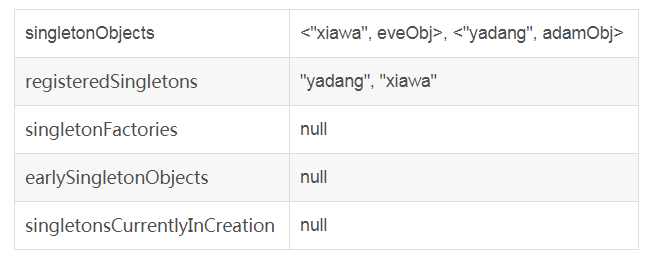 singletonObjects <"xiawa", eveObj>, <"yadang", adamObj>
registeredSingletons "yadang", "xiawa"
singletonFactories null
earlySingletonObjects null
singletonsCurrentlyInCreation null